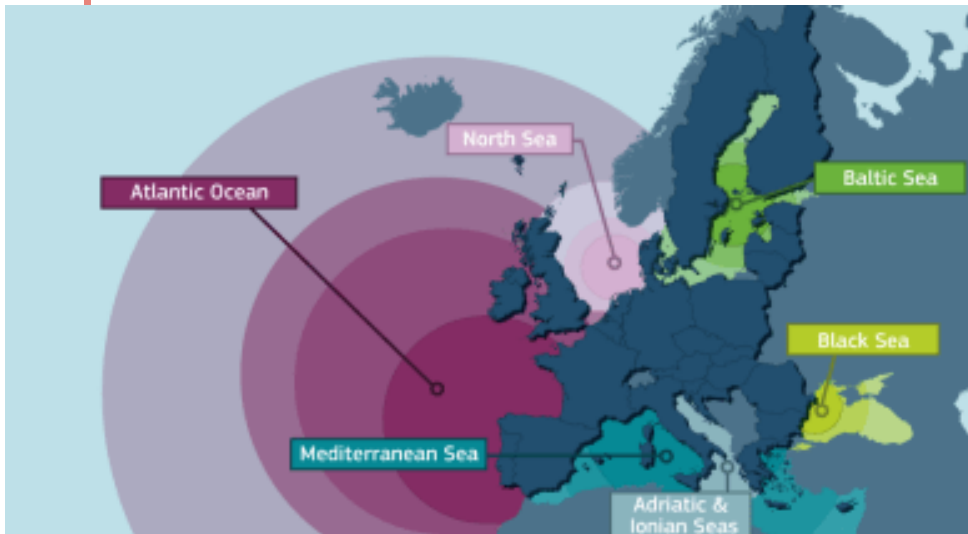 North Sea
Atlantic Ocean
Baltic Sea
Black Sea
Mediterranean Sea
Adriatic &
Ionian Seas